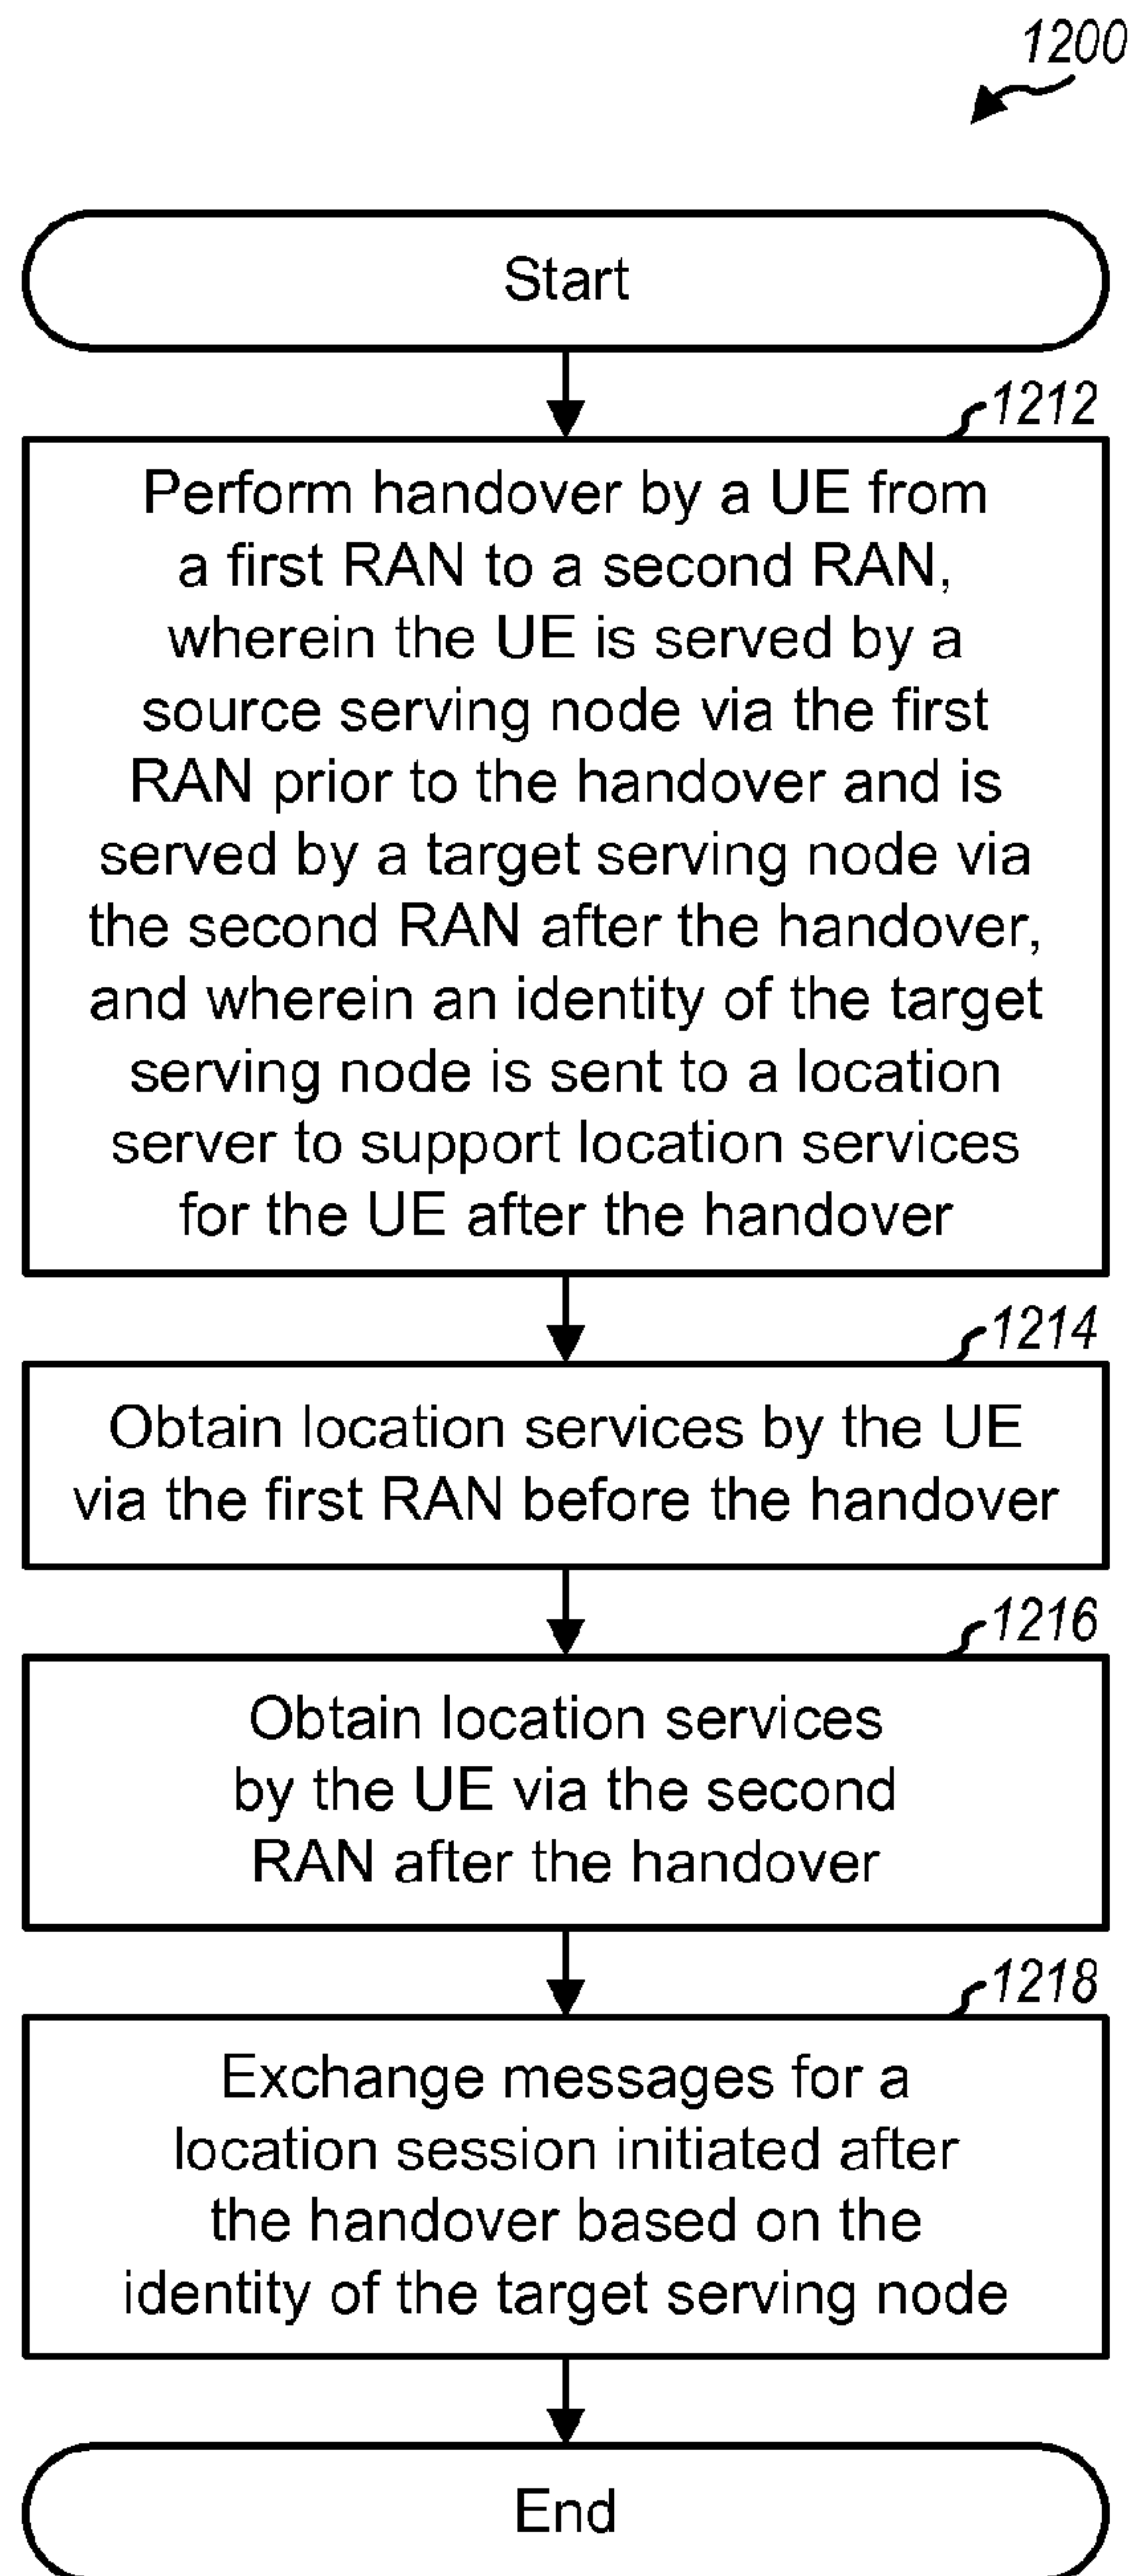 1200
Start
1212
Perform handover by a UE from
a first RAN to a second RAN,
wherein the UE is served by a
source serving node via the first
RAN prior to the handover and is
served by a target serving node via
the second RAN after the handover,
and wherein an identity of the target
serving node is sent to a location
server to support location services
for the UE after the handover
1214
Obtain location services by the UE
via the first RAN before the handover
1216
Obtain location services
by the UE via the second
RAN after the handover
1218
Exchange messages for a
location session initiated after
the handover based on the
identity of the target serving node
End